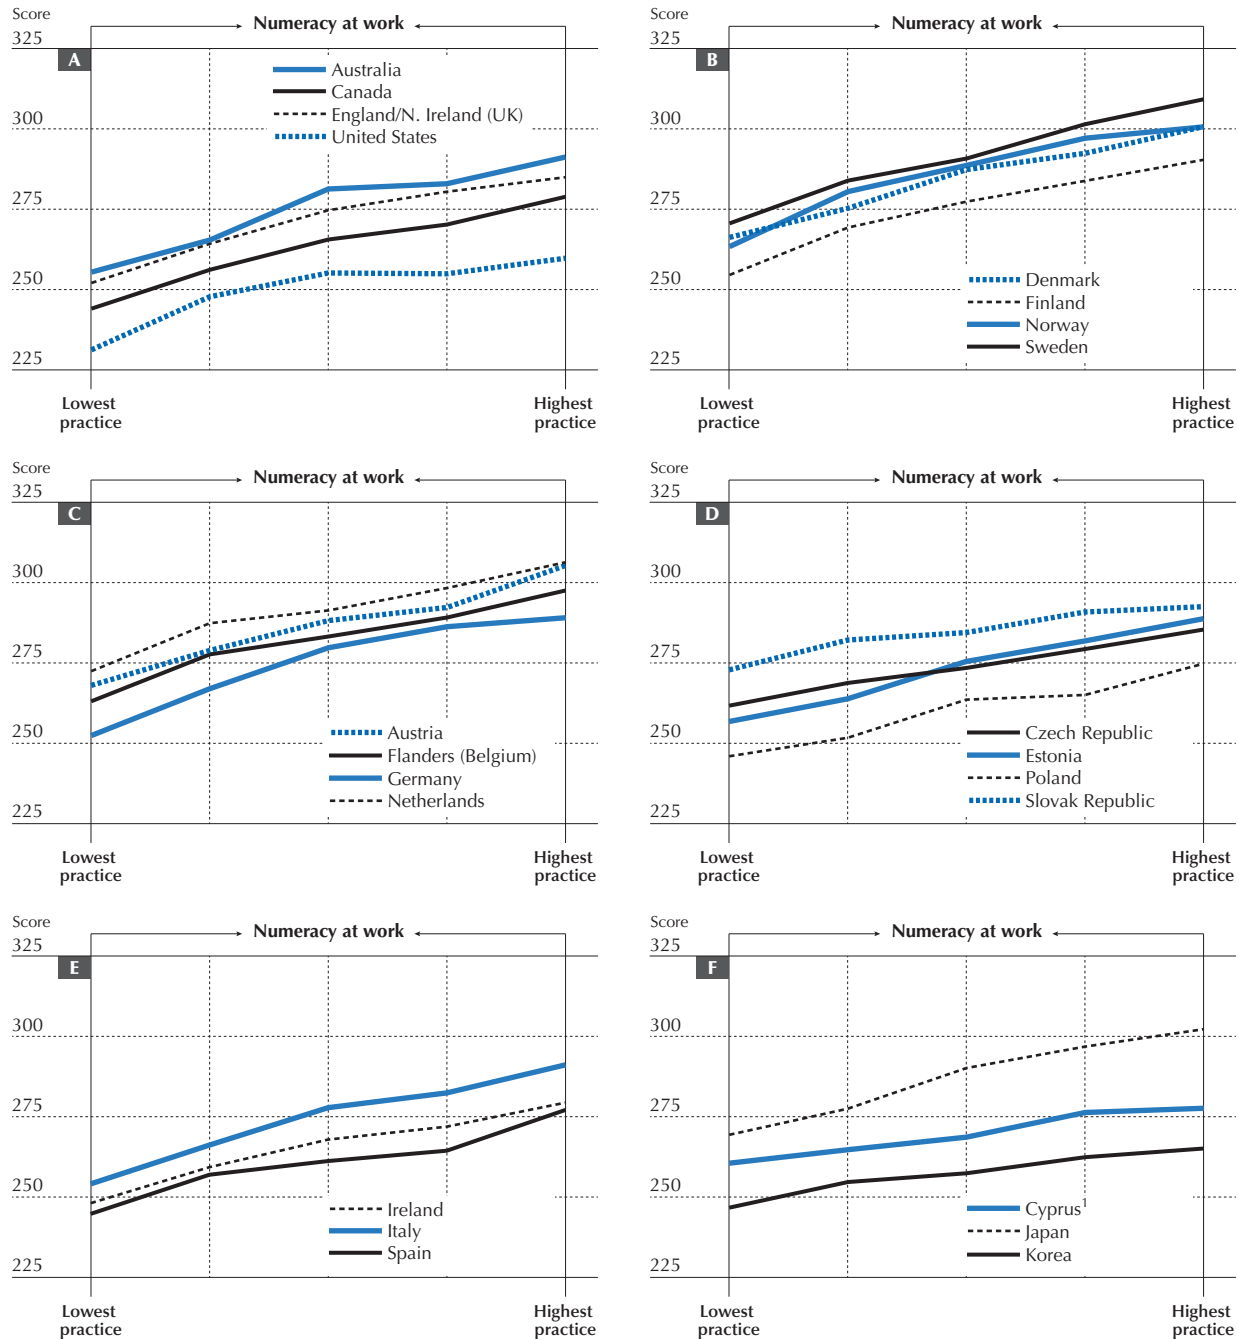 Score
Numeracy at work
325
A
Australia
Canada
England/N. Ireland (UK)
United States
300
275
250
225
Lowest
practice
Highest
practice
Score
Numeracy at work
325
B
300
275
250
Denmark
Finland
Norway
Sweden
225
Lowest
practice
Highest
practice
Score
Numeracy at work
325
C
300
275
250
Austria
Flanders (Belgium)
Germany
Netherlands
225
Lowest
practice
Highest
practice
Score
Numeracy at work
325
D
300
275
250
Czech Republic
Estonia
Poland
Slovak Republic
225
Lowest
practice
Highest
practice
Score
Numeracy at work
325
E
300
275
250
Ireland
Italy
Spain
225
Lowest
practice
Highest
practice
Score
Numeracy at work
325
F
300
275
250
Cyprus¹
Japan
Korea
225
Lowest
practice
Highest
practice